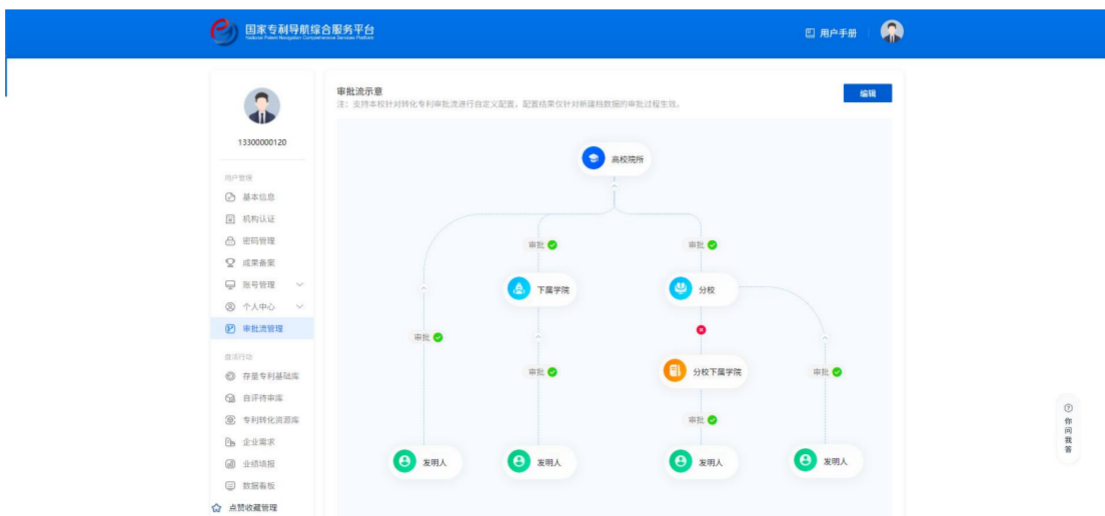 国家专利导航综合服务平台
National Patent Navigation Comprehensive Services Platform
用户手册
13300000120
用户管理
基本信息
机构认证
密码管理
成果备案
账号管理
个人中心
审批流管理
盘活行动
存量专利基础库
自评待审库
专利转化资源库
企业需求
业绩填报
数据看板
点赞收藏管理
审批流示意
编辑
注：支持本校针对转化专利审批流进行自定义配置。配置结果仅针对新建档数据的审批过程生效。
高校院所
审批
审批
下属学院
分校
审批
审批
分校下属学院
审批
审批
发明人
发明人
发明人
发明人
你问我答